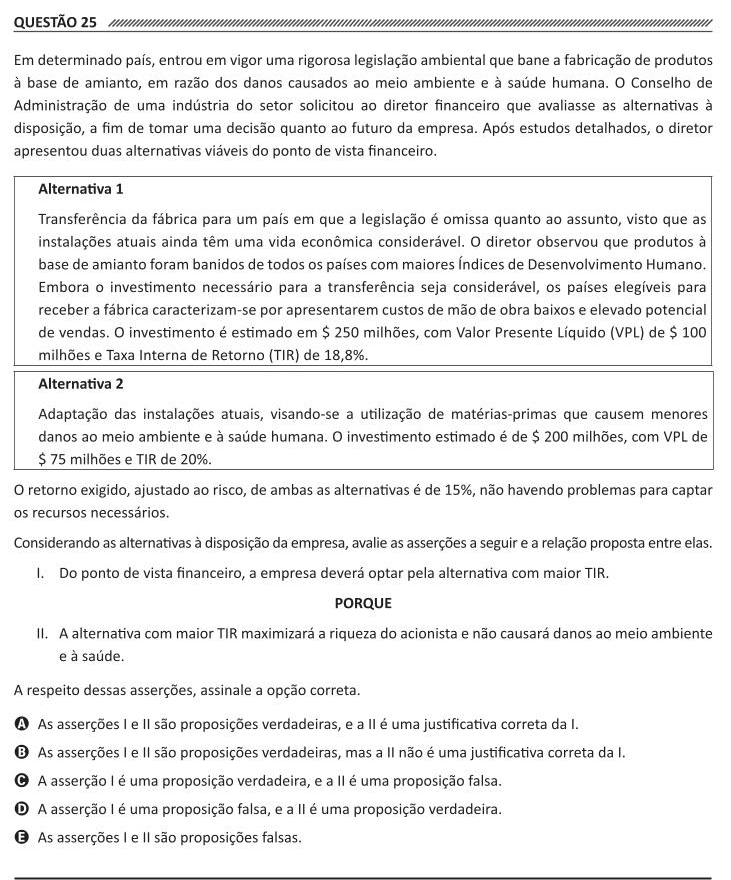 QUESTÃO 25
Em determinado país, entrou em vigor uma rigorosa legislação ambiental que bane a fabricação de produtos
à base de amianto, em razão dos danos causados ao meio ambiente e à saúde humana. O Conselho de
Administração de uma indústria do setor solicitou ao diretor financeiro que avaliasse as alternativas à
disposição, a fim de tomar uma decisão quanto ao futuro da empresa. Após estudos detalhados, o diretor
apresentou duas alternativas viáveis do ponto de vista financeiro.
Alternativa 1
Transferência da fábrica para um país em que a legislação é omissa quanto ao assunto, visto que as
instalações atuais ainda têm uma vida econômica considerável. O diretor observou que produtos à
base de amianto foram banidos de todos os países com maiores Índices de Desenvolvimento Humano.
Embora o investimento necessário para a transferência seja considerável, os países elegíveis para
receber a fábrica caracterizam-se por apresentarem custos de mão de obra baixos e elevado potencial
de vendas. O investimento é estimado em $ 250 milhões, com Valor Presente Líquido (VPL) de $ 100
milhões e Taxa Interna de Retorno (TIR) de 18,8%.
Alternativa 2
Adaptação das instalações atuais, visando-se a utilização de matérias-primas que causem menores
danos ao meio ambiente e à saúde humana. O investimento estimado é de $ 200 milhões, com VPL de
$ 75 milhões e TIR de 20%.
O retorno exigido, ajustado ao risco, de ambas as alternativas é de 15%, não havendo problemas para captar
os recursos necessários.
Considerando as alternativas à disposição da empresa, avalie as asserções a seguir e a relação proposta entre elas.
I. Do ponto de vista financeiro, a empresa deverá optar pela alternativa com maior TIR.
PORQUE
II. A alternativa com maior TIR maximizará a riqueza do acionista e não causará danos ao meio ambiente
e à saúde.
A respeito dessas asserções, assinale a opção correta.
A As asserções I e II são proposições verdadeiras, e a II é uma justificativa correta da I.
B As asserções I e II são proposições verdadeiras, mas a II não é uma justificativa correta da I.
C A asserção I é uma proposição verdadeira, e a II é uma proposição falsa.
D A asserção I é uma proposição falsa, e a II é uma proposição verdadeira.
E As asserções I e II são proposições falsas.